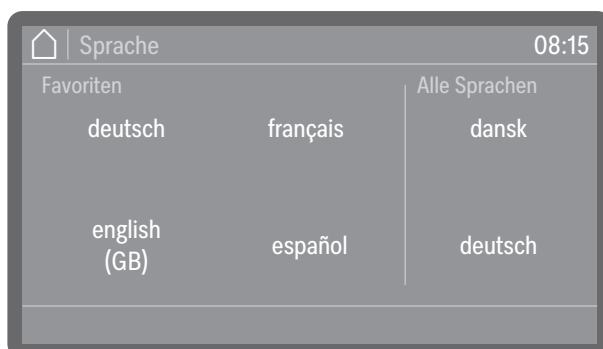 Sprache 08:15
Favoriten Alle Sprachen
deutsch français dansk
english
(GB) español deutsch